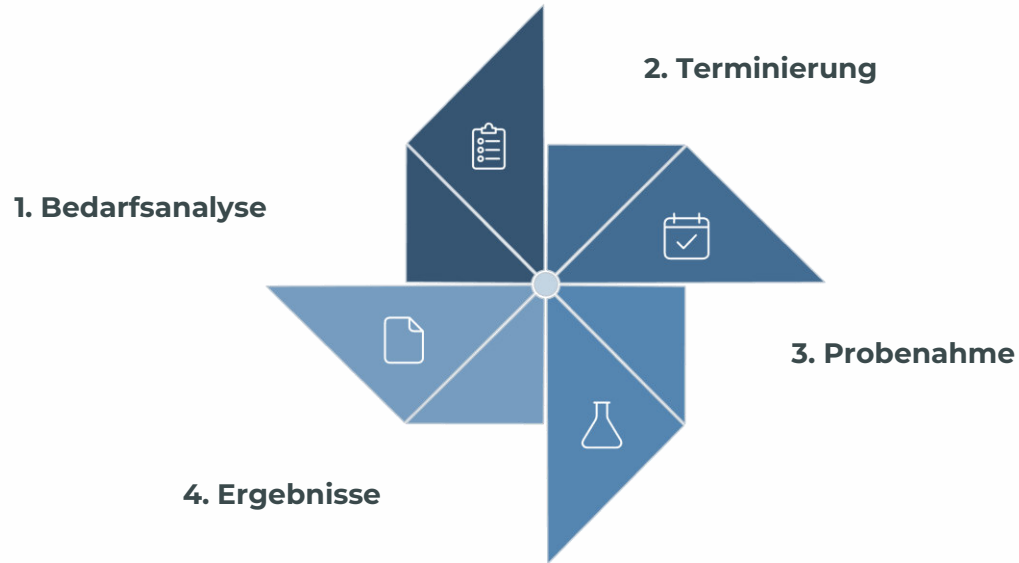 1. Bedarfsanalyse
2. Terminierung
3. Probenahme
4. Ergebnisse